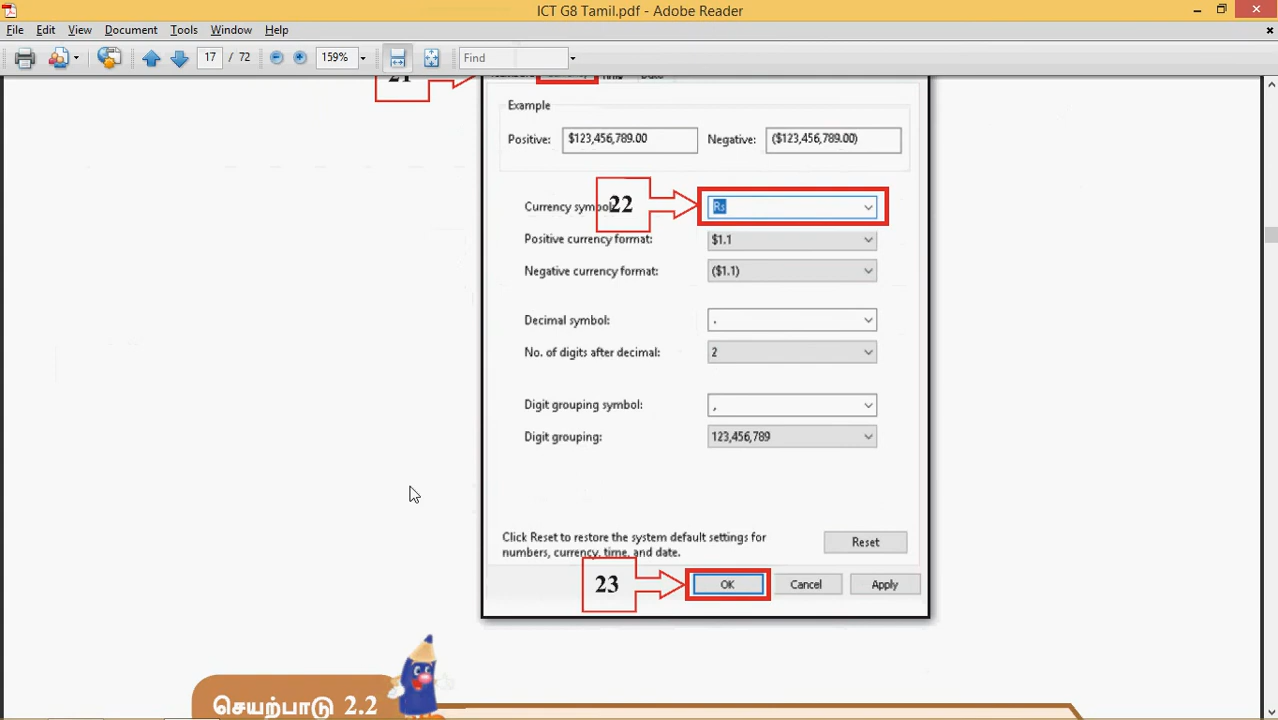 ICT G8 Tamil.pdf - Adobe Reader
File Edit View Document Tools Window Help
17 / 72 159% Find
21
Currency
Example
Positive: $123,456,789.00 Negative: ($123,456,789.00)
Currency symbol: 22 Rs
Positive currency format: $1.1
Negative currency format: ($1.1)
Decimal symbol: .
No. of digits after decimal: 2
Digit grouping symbol: ,
Digit grouping: 123,456,789
Click Reset to restore the system default settings for
numbers, currency, time, and date.
Reset
23 OK Cancel Apply
செயற்பாடு 2.2